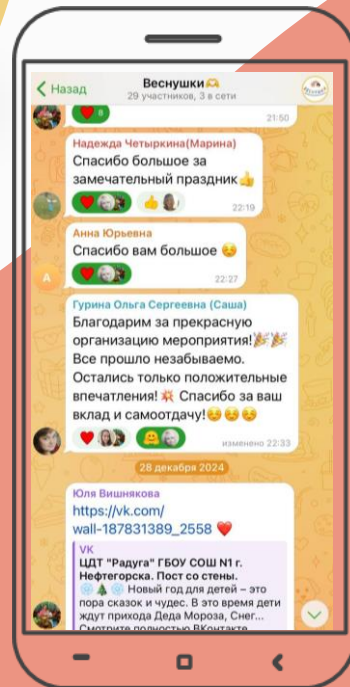 Назад
Веснушки
29 участников, 3 в сети
8
21:50
Надежда Четыркина(Марина)
Спасибо большое за
замечательный праздник
22:19
Анна Юрьевна
Спасибо вам большое
22:27
А
Гурина Ольга Сергеевна (Саша)
Благодарим за прекрасную
организацию мероприятия!
Все прошло незабываемо.
Остались только положительные
впечатления! Спасибо за ваш
вклад и самоотдачу!
изменено 22:33
28 декабря 2024
Юля Вишнякова
https://vk.com/
wall-187831389_2558
VK
ЦДТ "Радуга" ГБОУ СОШ N1 г.
Нефтегорска. Пост со стены.
Новый год для детей – это
пора сказок и чудес. В это время дети
ждут прихода Деда Мороза, Снег...
Смотрите полностью ВКонтакте